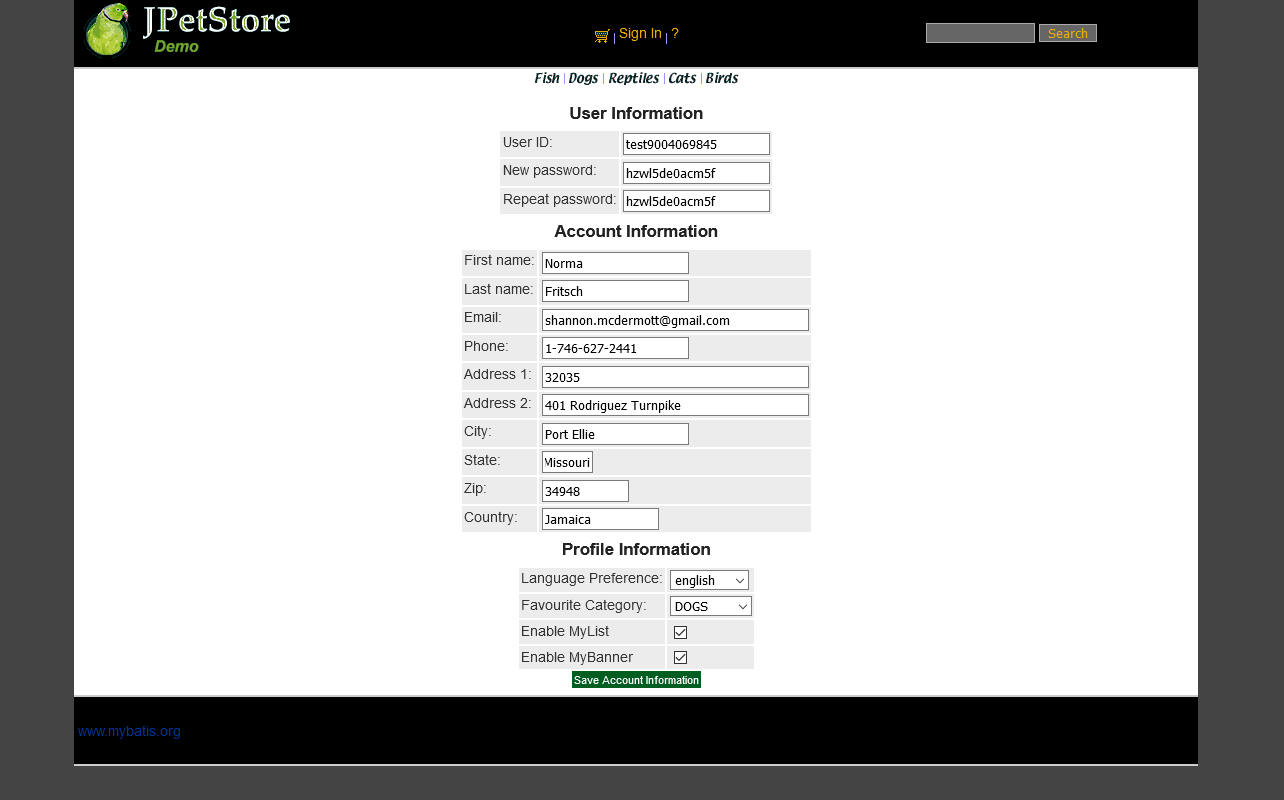 JPetStore
Demo
Sign In | ?
Search
Fish | Dogs | Reptiles | Cats | Birds
User Information
User ID: test9004069845
New password: hzwl5de0acm5f
Repeat password: hzwl5de0acm5f
Account Information
First name: Norma
Last name: Fritsch
Email: shannon.mcdermott@gmail.com
Phone: 1-746-627-2441
Address 1: 32035
Address 2: 401 Rodriguez Turnpike
City: Port Ellie
State: Missouri
Zip: 34948
Country: Jamaica
Profile Information
Language Preference: english
Favourite Category: DOGS
Enable MyList
Enable MyBanner
Save Account Information
www.mybatis.org